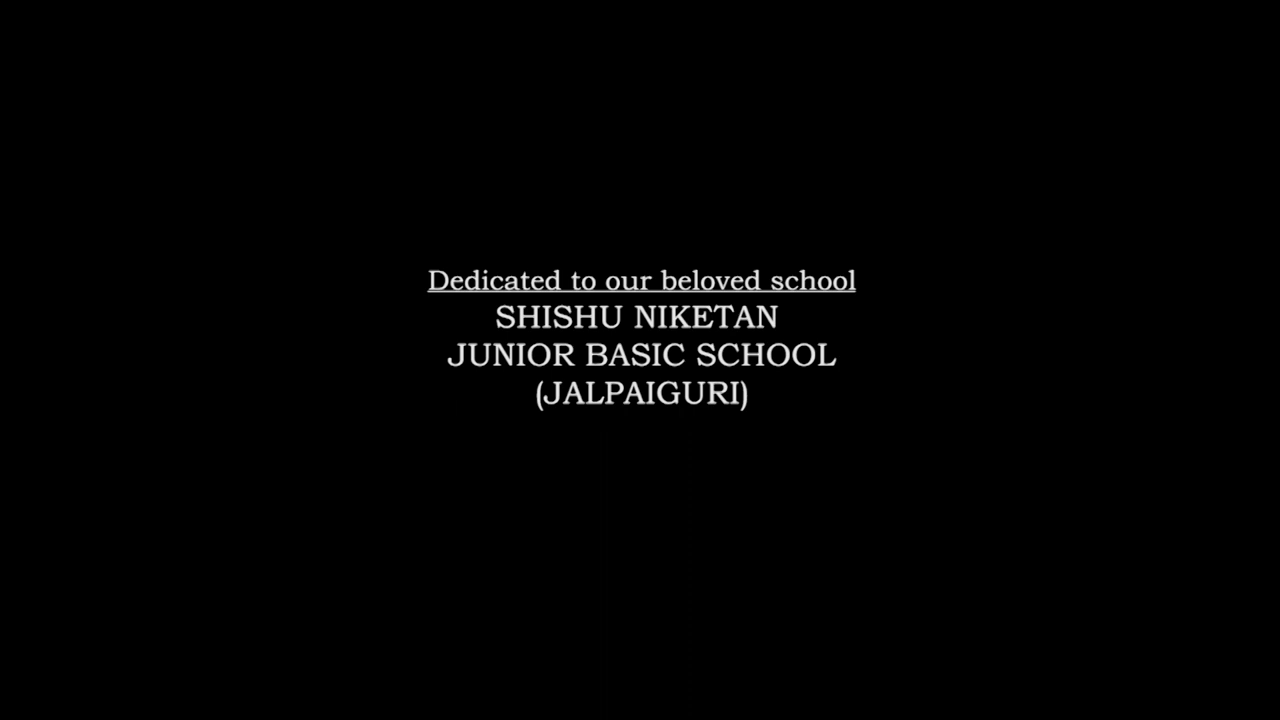 Dedicated to our beloved school
SHISHU NIKETAN
JUNIOR BASIC SCHOOL
(JALPAIGURI)